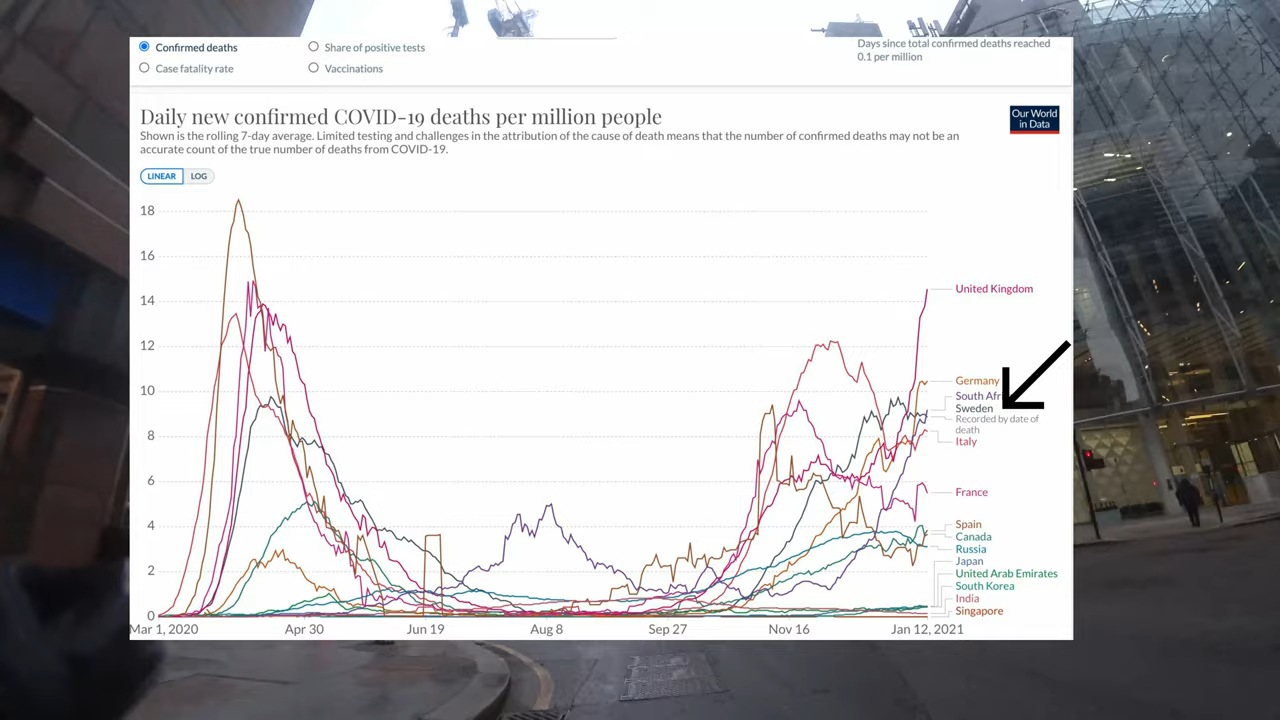 Confirmed deaths
Share of positive tests
Case fatality rate
Vaccinations
Days since total confirmed deaths reached
0.1 per million
Daily new confirmed COVID-19 deaths per million people
Shown is the rolling 7-day average. Limited testing and challenges in the attribution of the cause of death means that the number of confirmed deaths may not be an
accurate count of the true number of deaths from COVID-19.
Our World
in Data
LINEAR
LOG
18
16
14
12
10
8
6
4
2
0
United Kingdom
Germany
South Afr
Sweden
Recorded by date of
death
Italy
France
Spain
Canada
Russia
Japan
United Arab Emirates
South Korea
India
Singapore
Mar 1, 2020
Apr 30
Jun 19
Aug 8
Sep 27
Nov 16
Jan 12, 2021